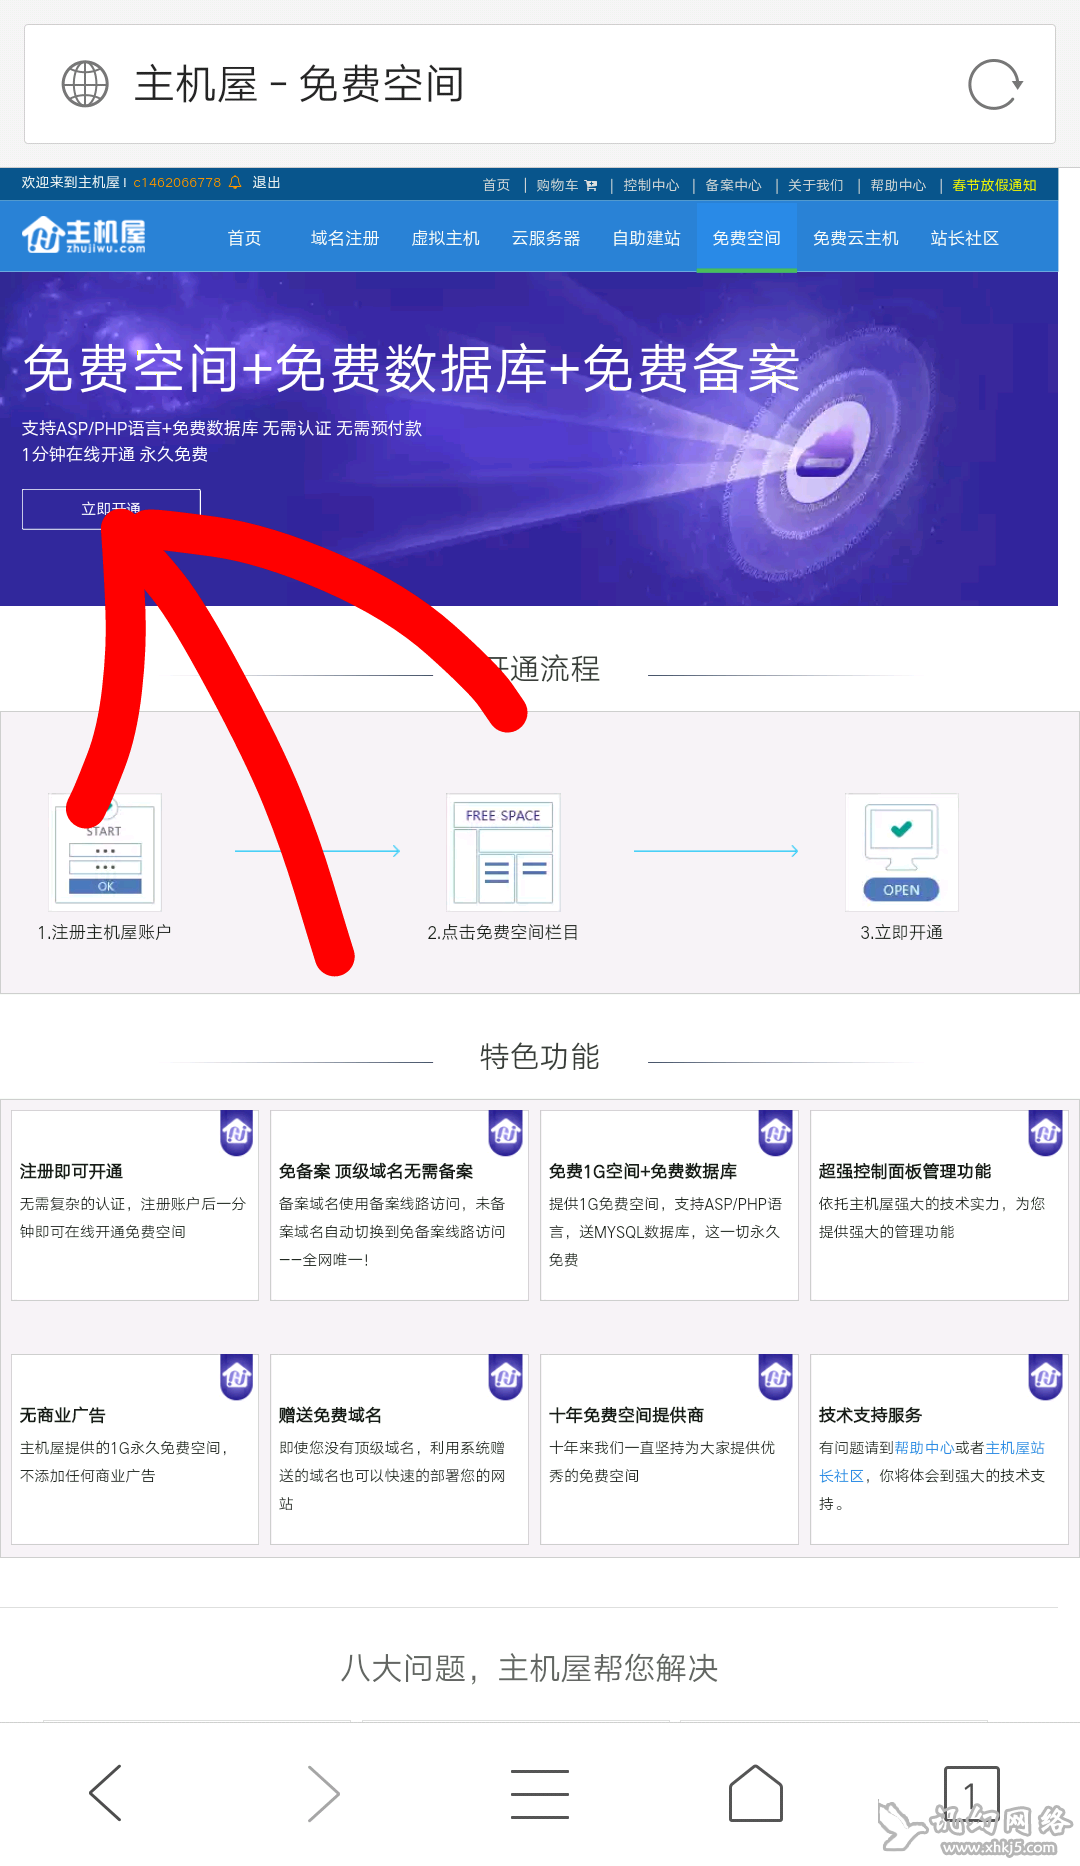 主机屋 - 免费空间
欢迎来到主机屋 | c1462066778 退出
首页 | 购物车 | 控制中心 | 备案中心 | 关于我们 | 帮助中心 | 春节放假通知
主机屋
zhujiwu.com
首页 域名注册 虚拟主机 云服务器 自助建站 免费空间 免费云主机 站长社区
免费空间+免费数据库+免费备案
支持ASP/PHP语言+免费数据库 无需认证 无需预付款
1分钟在线开通 永久免费
立即开通
开通流程
START
OK
FREE SPACE
OPEN
1.注册主机屋账户
2.点击免费空间栏目
3.立即开通
特色功能
注册即可开通
无需复杂的认证，注册账户后一分
钟即可在线开通免费空间
免备案 顶级域名无需备案
备案域名使用备案线路访问，未备
案域名自动切换到免备案线路访问
——全网唯一！
免费1G空间+免费数据库
提供1G免费空间，支持ASP/PHP语
言，送MYSQL数据库，这一切永久
免费
超强控制面板管理功能
依托主机屋强大的技术实力，为您
提供强大的管理功能
无商业广告
主机屋提供的1G永久免费空间，
不添加任何商业广告
赠送免费域名
即使您没有顶级域名，利用系统赠
送的域名也可以快速的部署您的网
站
十年免费空间提供商
十年来我们一直坚持为大家提供优
秀的免费空间
技术支持服务
有问题请到帮助中心或者主机屋站
长社区，你将体会到强大的技术支
持。
八大问题，主机屋帮您解决
1
讯幻网络
www.xhkj5.com